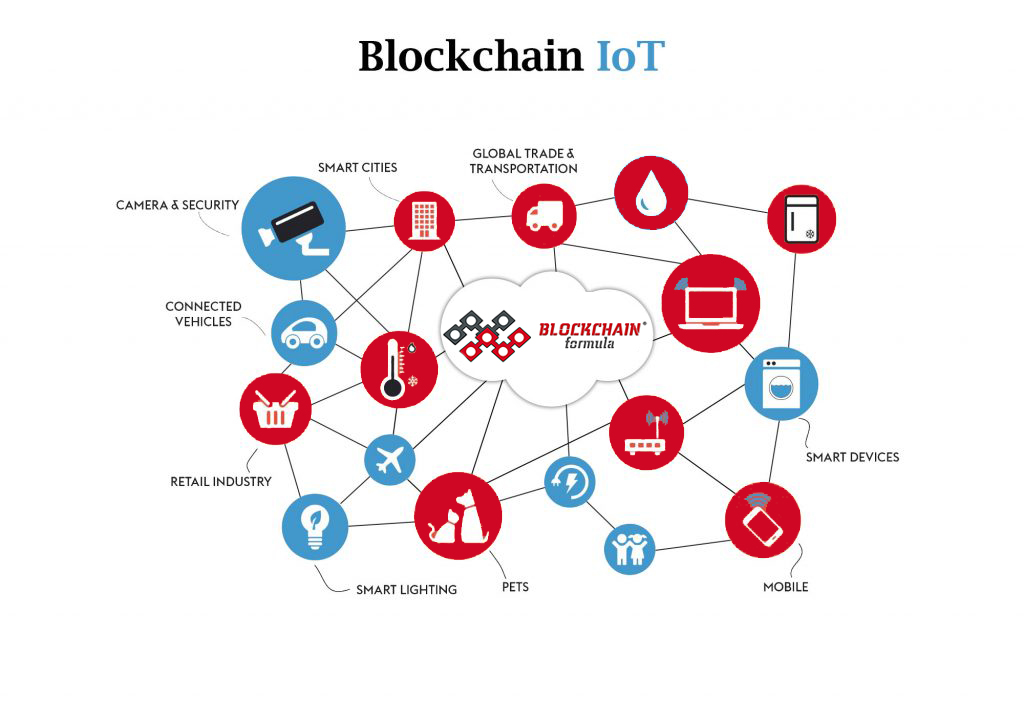 Blockchain IoT
GLOBAL TRADE &
TRANSPORTATION
SMART CITIES
CAMERA & SECURITY
CONNECTED
VEHICLES
BLOCKCHAIN®
formula
SMART DEVICES
RETAIL INDUSTRY
SMART LIGHTING
PETS
MOBILE